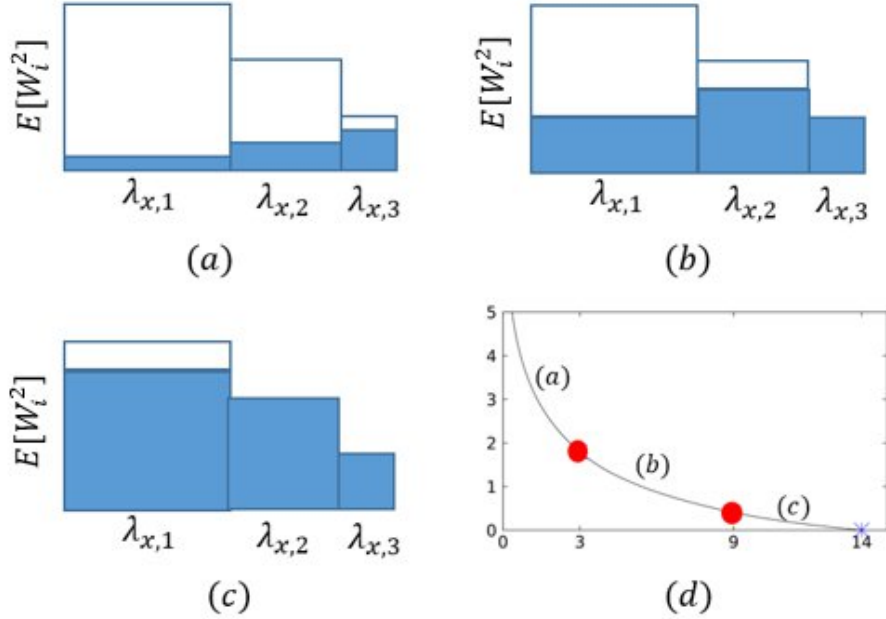 E[W_i^2]
λ_{x,1} λ_{x,2} λ_{x,3}
(a)
E[W_i^2]
λ_{x,1} λ_{x,2} λ_{x,3}
(b)
E[W_i^2]
λ_{x,1} λ_{x,2} λ_{x,3}
(c)
5
4
3
2
1
0
(a)
(b)
(c)
0 3 9 14
(d)